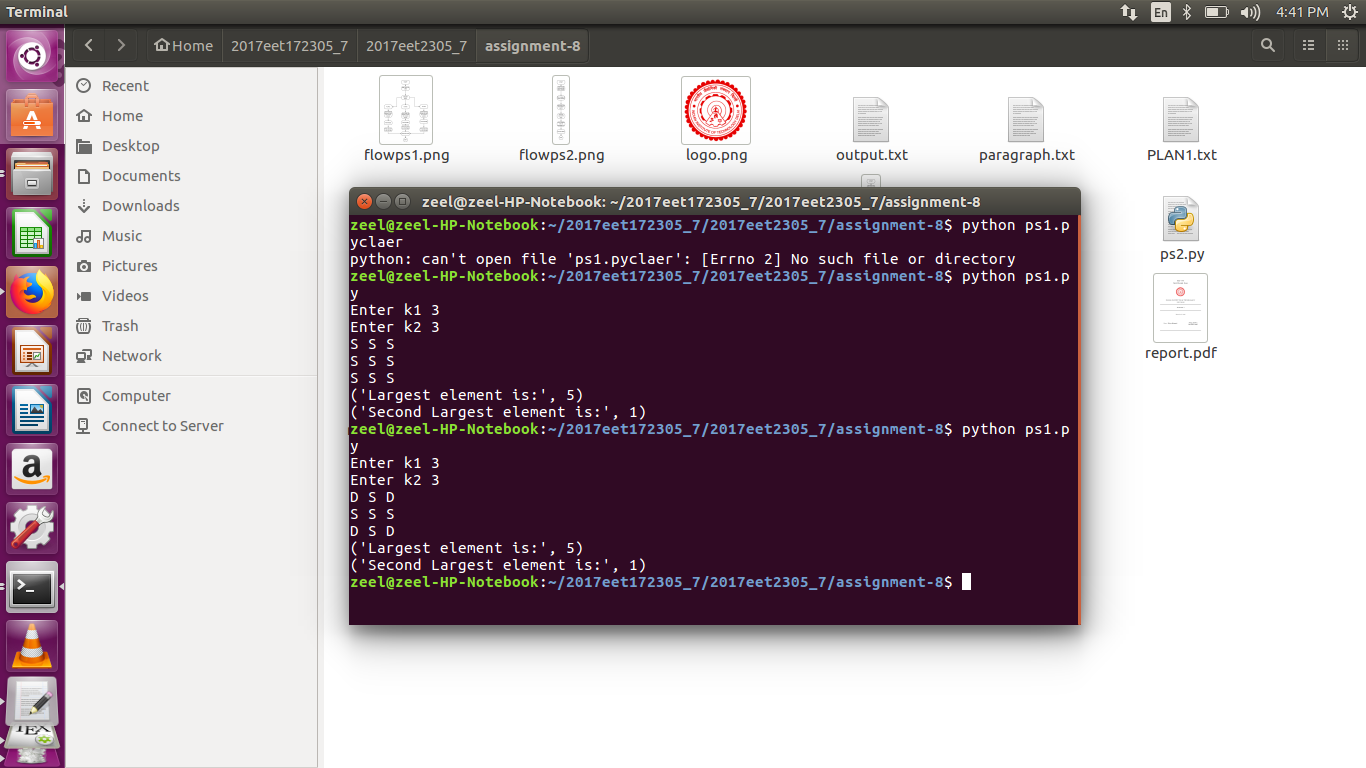 Terminal
En
4:41 PM
Home
2017eet172305_7
2017eet2305_7
assignment-8
Recent
Home
Desktop
Documents
Downloads
Music
Pictures
Videos
Trash
Network
Computer
Connect to Server
flowps1.png
flowps2.png
logo.png
output.txt
paragraph.txt
PLAN1.txt
ps2.py
report.pdf
zeel@zeel-HP-Notebook: ~/2017eet172305_7/2017eet2305_7/assignment-8
zeel@zeel-HP-Notebook:~/2017eet172305_7/2017eet2305_7/assignment-8$ python ps1.p
yclaer
python: can't open file 'ps1.pyclaer': [Errno 2] No such file or directory
zeel@zeel-HP-Notebook:~/2017eet172305_7/2017eet2305_7/assignment-8$ python ps1.p
y
Enter k1 3
Enter k2 3
S S S
S S S
S S S
('Largest element is:', 5)
('Second Largest element is:', 1)
zeel@zeel-HP-Notebook:~/2017eet172305_7/2017eet2305_7/assignment-8$ python ps1.p
y
Enter k1 3
Enter k2 3
D S D
S S S
D S D
('Largest element is:', 5)
('Second Largest element is:', 1)
zeel@zeel-HP-Notebook:~/2017eet172305_7/2017eet2305_7/assignment-8$